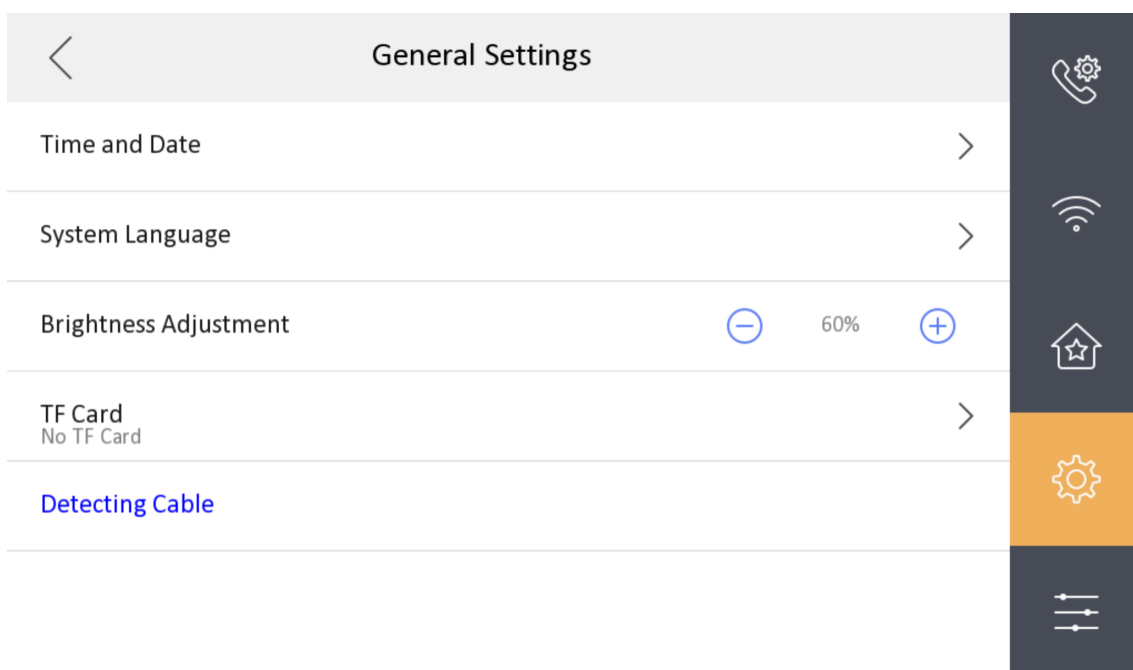 General Settings
Time and Date
System Language
Brightness Adjustment 60%
TF Card
No TF Card
Detecting Cable